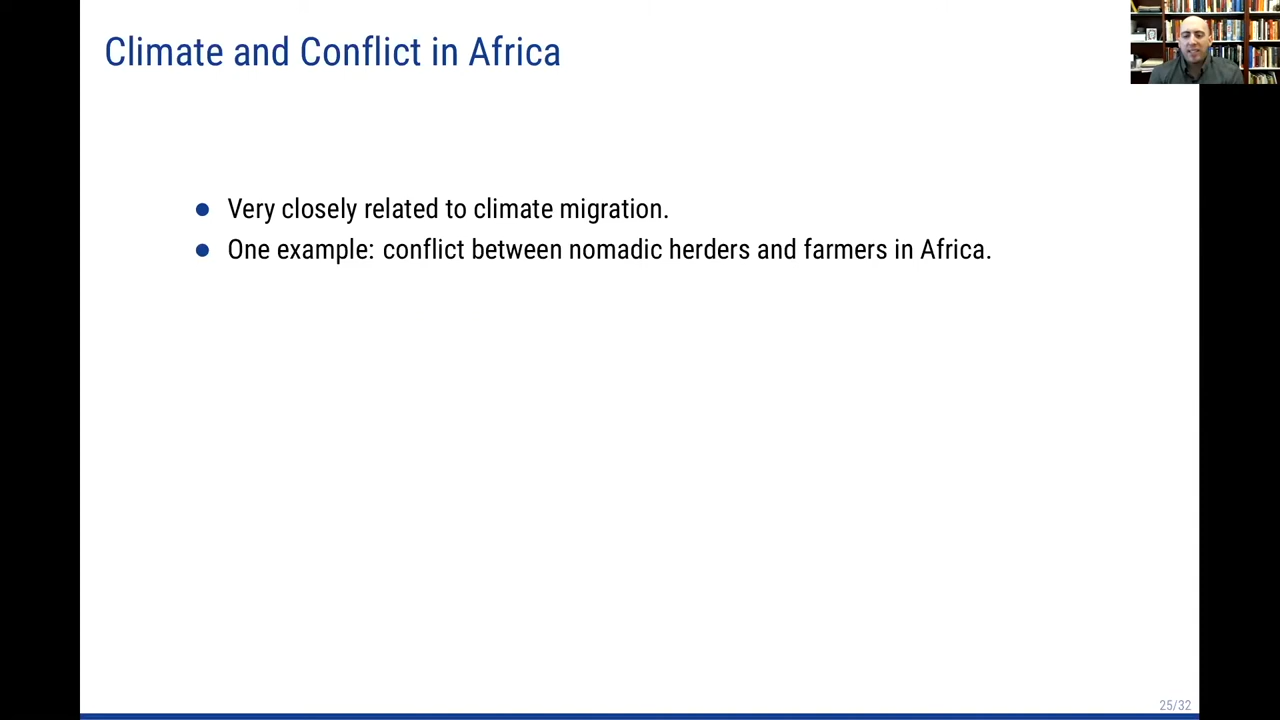 Climate and Conflict in Africa
● Very closely related to climate migration.
● One example: conflict between nomadic herders and farmers in Africa.
25/32